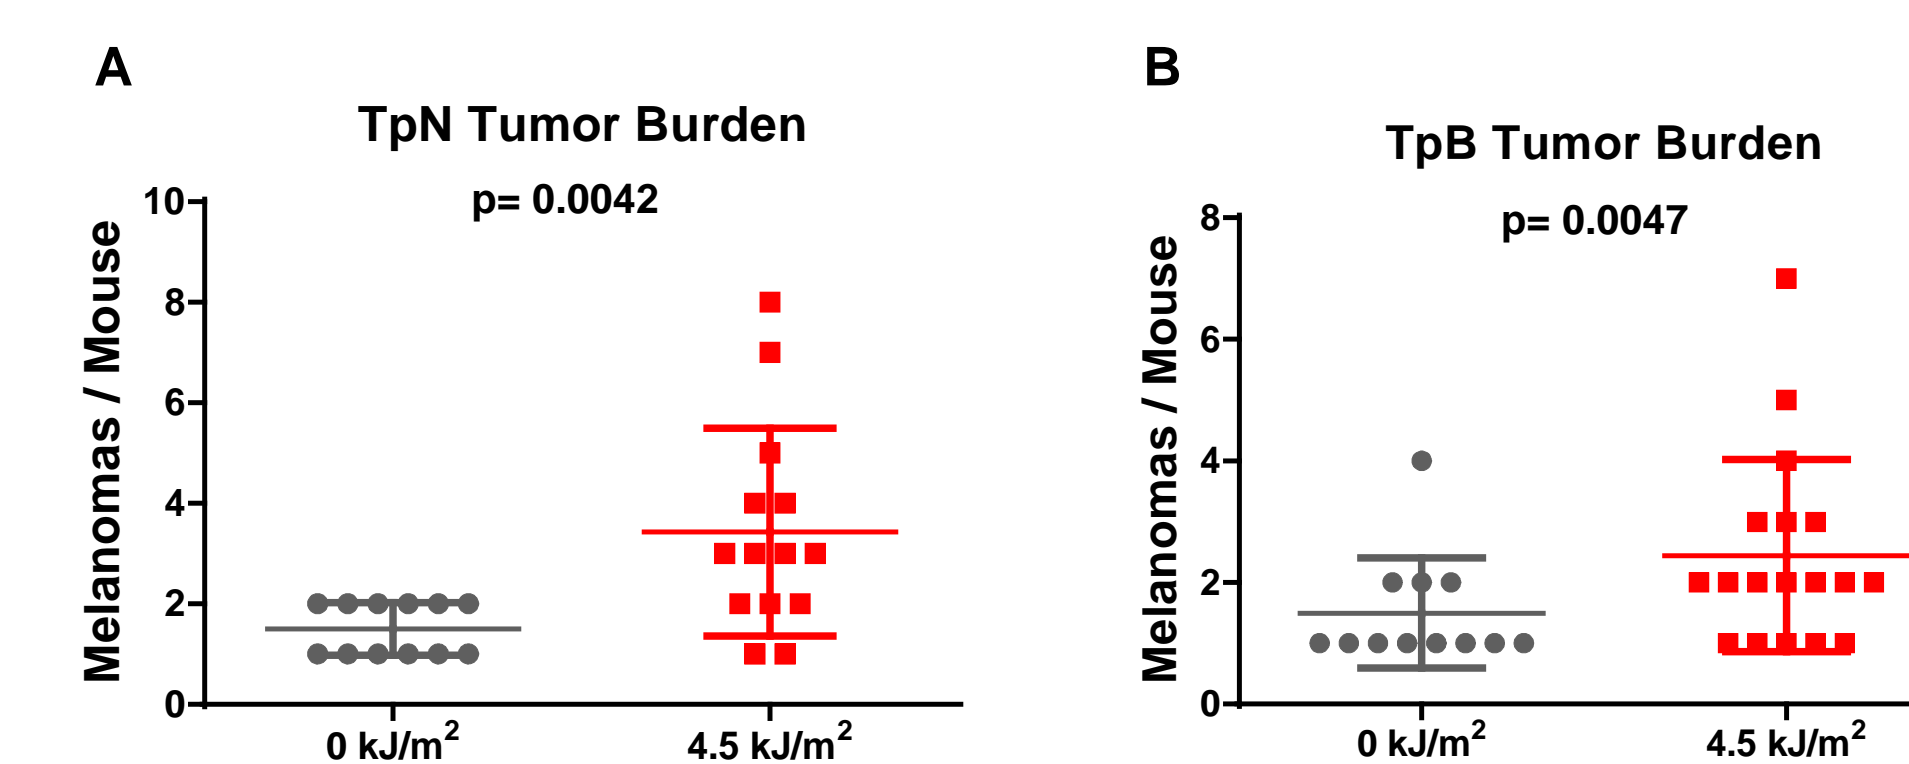 A
TpN Tumor Burden
p= 0.0042
Melanomas / Mouse
10
8
6
4
2
0
0 kJ/m²
4.5 kJ/m²
B
TpB Tumor Burden
p= 0.0047
Melanomas / Mouse
8
6
4
2
0
0 kJ/m²
4.5 kJ/m²